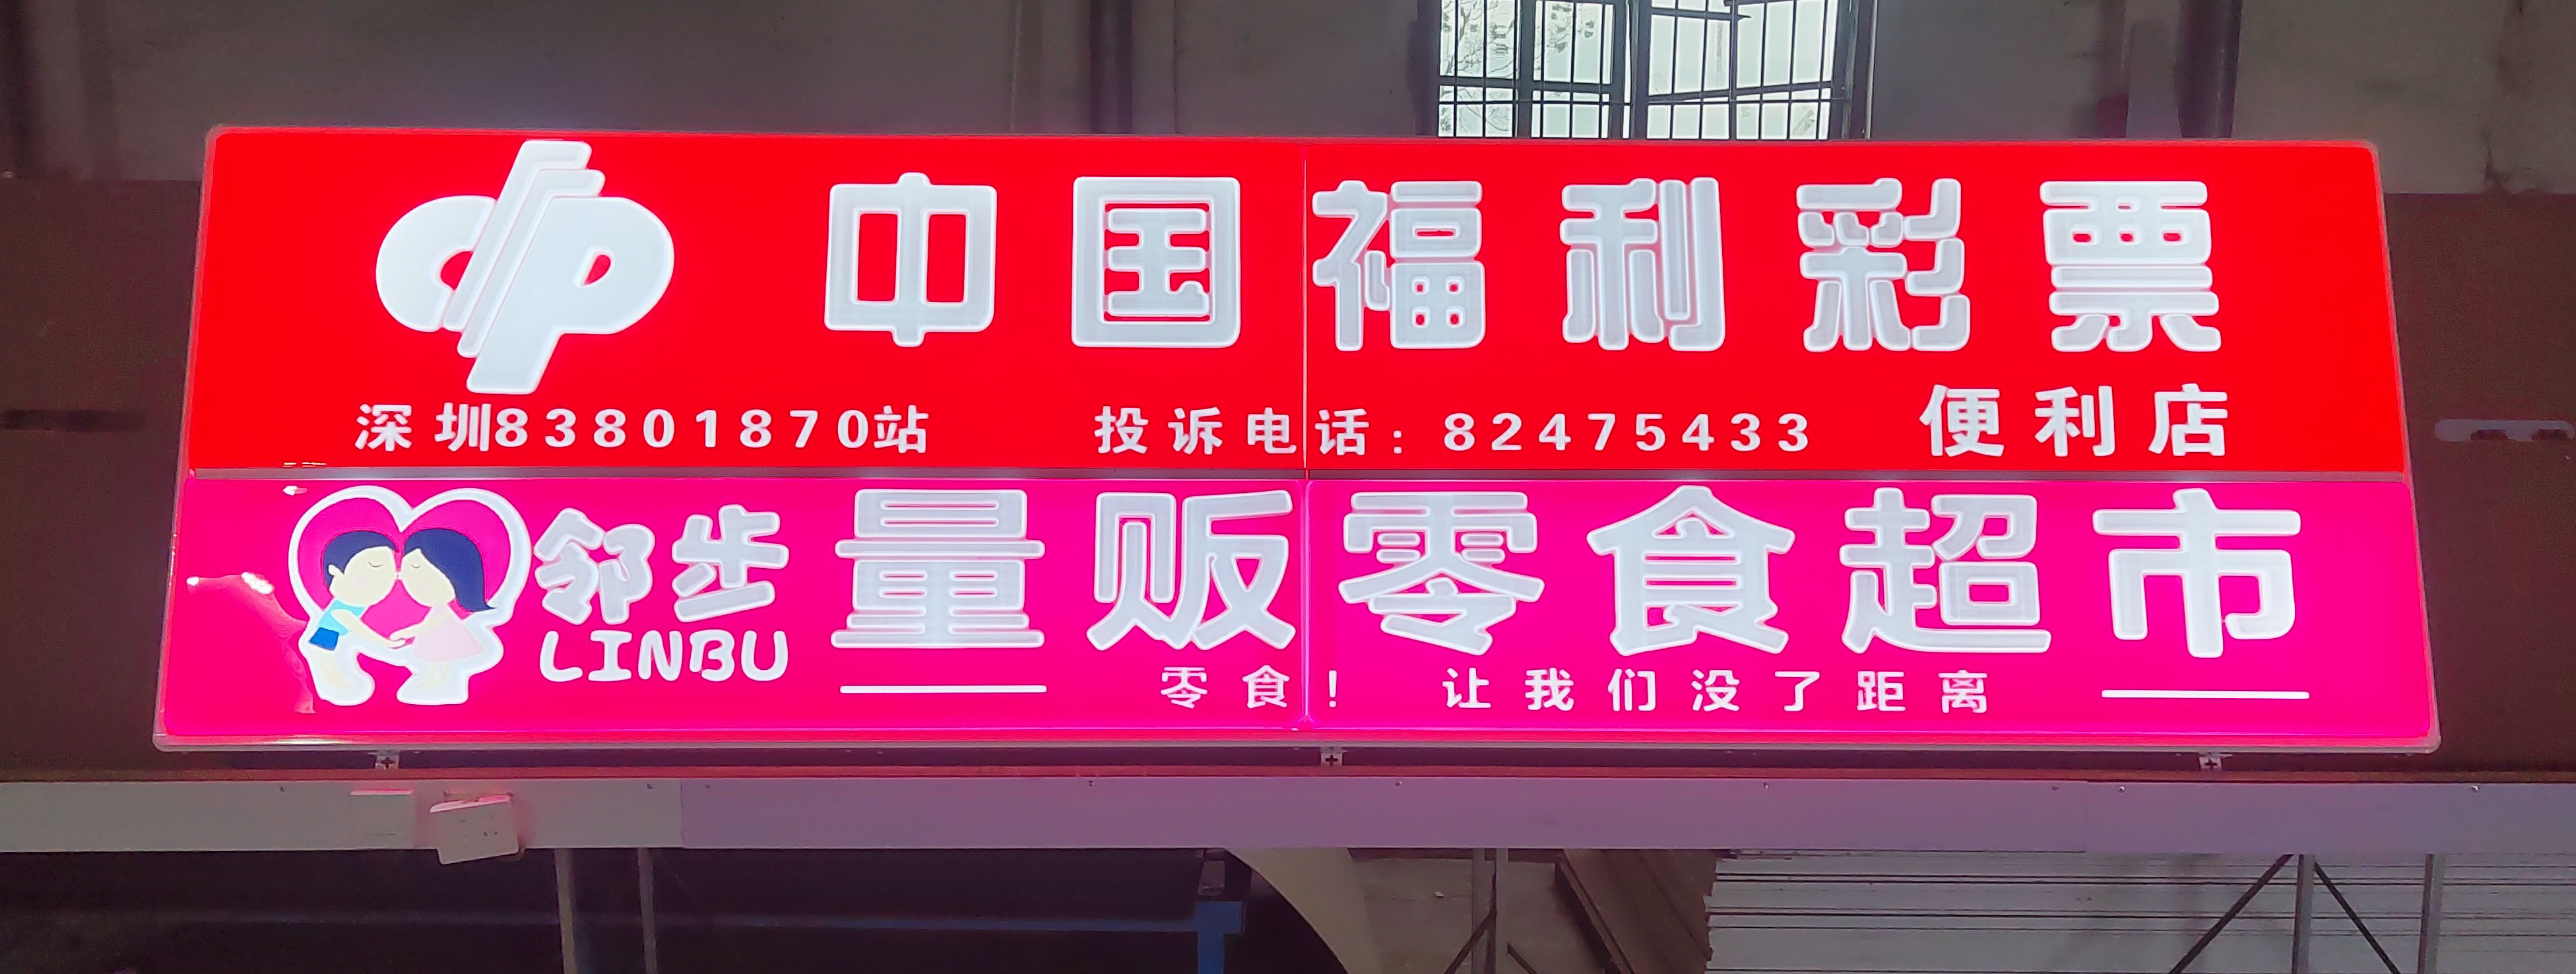 中国福利彩票
深圳83801870站 投诉电话：82475433 便利店
邻步 量贩零食超市
LINBU
零食！ 让我们没了距离